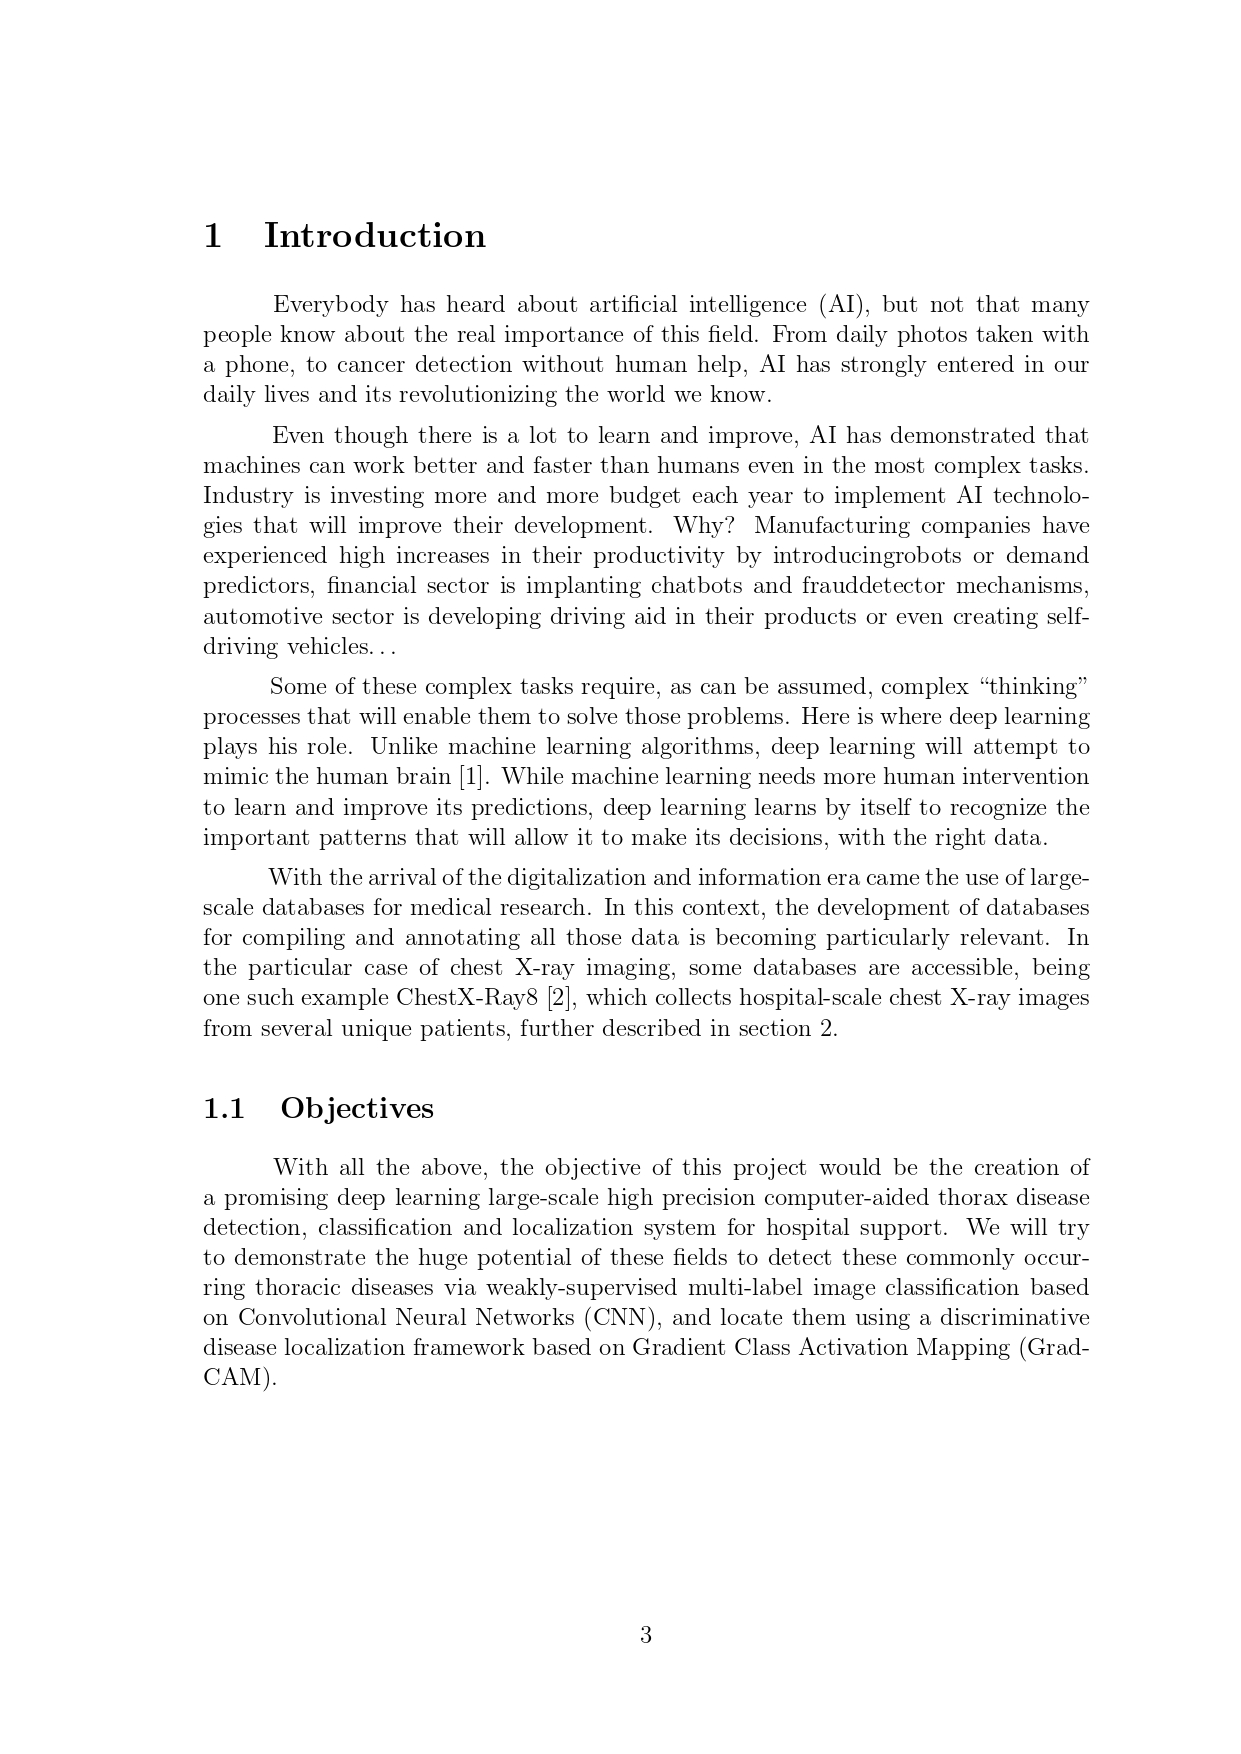 1 Introduction
Everybody has heard about artificial intelligence (AI), but not that many
people know about the real importance of this field. From daily photos taken with
a phone, to cancer detection without human help, AI has strongly entered in our
daily lives and its revolutionizing the world we know.
Even though there is a lot to learn and improve, AI has demonstrated that
machines can work better and faster than humans even in the most complex tasks.
Industry is investing more and more budget each year to implement AI technolo-
gies that will improve their development. Why? Manufacturing companies have
experienced high increases in their productivity by introducingrobots or demand
predictors, financial sector is implanting chatbots and frauddetector mechanisms,
automotive sector is developing driving aid in their products or even creating self-
driving vehicles. . .
Some of these complex tasks require, as can be assumed, complex “thinking”
processes that will enable them to solve those problems. Here is where deep learning
plays his role. Unlike machine learning algorithms, deep learning will attempt to
mimic the human brain [1]. While machine learning needs more human intervention
to learn and improve its predictions, deep learning learns by itself to recognize the
important patterns that will allow it to make its decisions, with the right data.
With the arrival of the digitalization and information era came the use of large-
scale databases for medical research. In this context, the development of databases
for compiling and annotating all those data is becoming particularly relevant. In
the particular case of chest X-ray imaging, some databases are accessible, being
one such example ChestX-Ray8 [2], which collects hospital-scale chest X-ray images
from several unique patients, further described in section 2.
1.1 Objectives
With all the above, the objective of this project would be the creation of
a promising deep learning large-scale high precision computer-aided thorax disease
detection, classification and localization system for hospital support. We will try
to demonstrate the huge potential of these fields to detect these commonly occur-
ring thoracic diseases via weakly-supervised multi-label image classification based
on Convolutional Neural Networks (CNN), and locate them using a discriminative
disease localization framework based on Gradient Class Activation Mapping (Grad-
CAM).
3